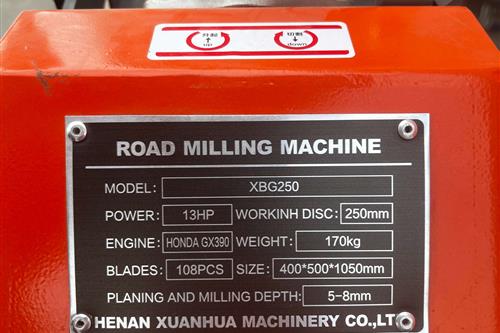 升起 切割
up down
ROAD MILLING MACHINE
MODEL: XBG250
POWER: 13HP WORKINH DISC: 250mm
ENGINE: HONDA GX390 WEIGHT: 170kg
BLADES: 108PCS SIZE: 400*500*1050mm
PLANING AND MILLING DEPTH: 5-8mm
HENAN XUANHUA MACHINERY CO.,LT